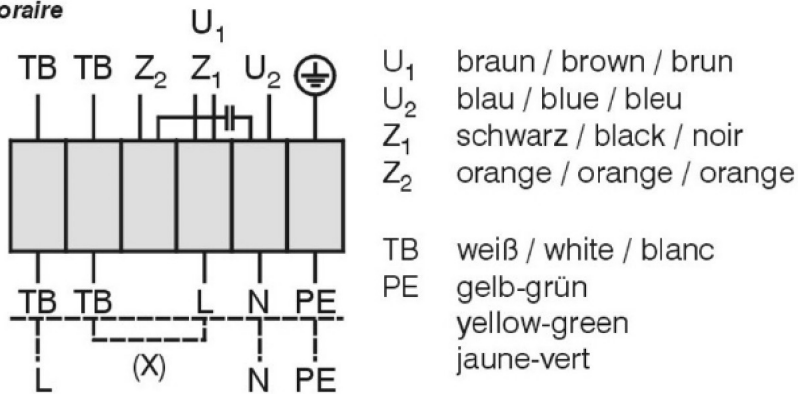 oraire
U₁
TB TB Z₂ Z₁ U₂
TB TB L N PE
(X)
L N PE
U₁ braun / brown / brun
U₂ blau / blue / bleu
Z₁ schwarz / black / noir
Z₂ orange / orange / orange
TB weiß / white / blanc
PE gelb-grün
yellow-green
jaune-vert